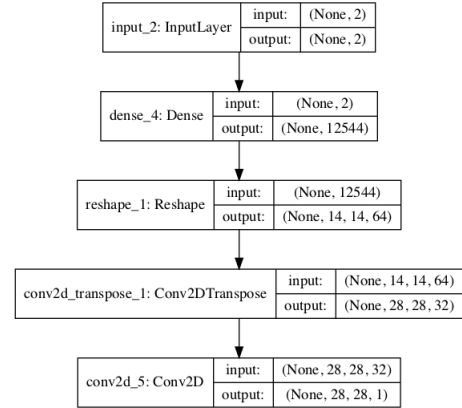 input_2: InputLayer
input: (None, 2)
output: (None, 2)
dense_4: Dense
input: (None, 2)
output: (None, 12544)
reshape_1: Reshape
input: (None, 12544)
output: (None, 14, 14, 64)
conv2d_transpose_1: Conv2DTranspose
input: (None, 14, 14, 64)
output: (None, 28, 28, 32)
conv2d_5: Conv2D
input: (None, 28, 28, 32)
output: (None, 28, 28, 1)